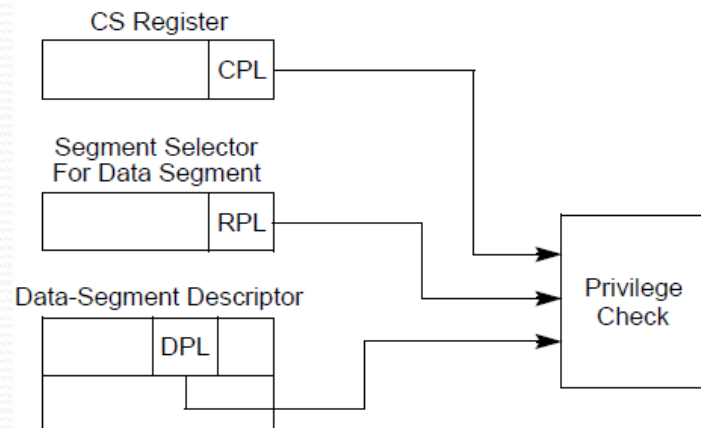 CS Register
CPL
Segment Selector
For Data Segment
RPL
Data-Segment Descriptor
DPL
Privilege
Check